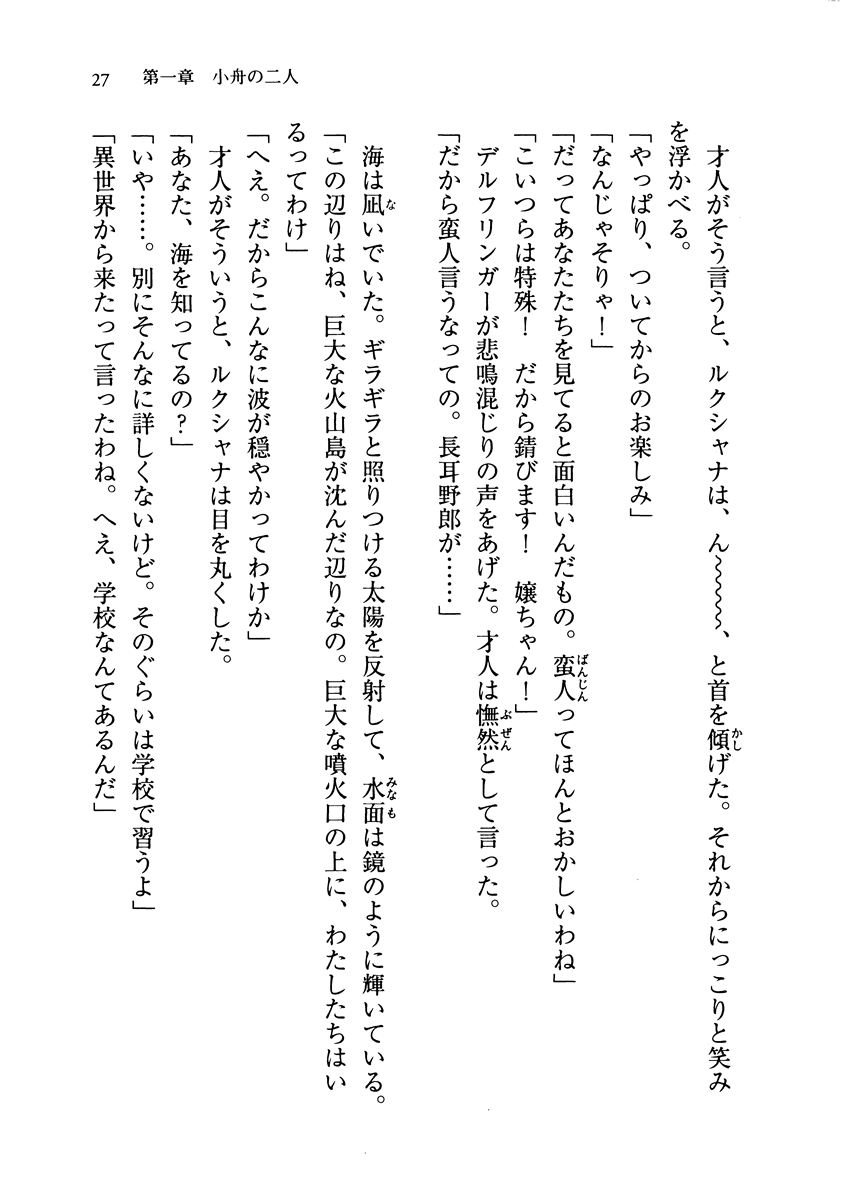 27　第一章　小舟の二人
　才人がそう言うと、ルクシャナは、ん～～～～～、と首を傾げた。それからにっこりと笑み
を浮かべる。
「やっぱり、ついてからのお楽しみ」
「なんじゃそりゃ！」
「だってあなたたちを見てると面白いんだもの。蛮人ってほんとおかしいわね」
「こいつらは特殊！　だから錆びます！　嬢ちゃん！」
　デルフリンガーが悲鳴混じりの声をあげた。才人は憮然として言った。
「だから蛮人言うなっての。長耳野郎が……」
　海は凪いでいた。ギラギラと照りつける太陽を反射して、水面は鏡のように輝いている。
「この辺りはね、巨大な火山島が沈んだ辺りなの。巨大な噴火口の上に、わたしたちはい
るってわけ」
「へえ。だからこんなに波が穏やかってわけか」
　才人がそういうと、ルクシャナは目を丸くした。
「あなた、海を知ってるの？」
「いや……。別にそんなに詳しくないけど。そのぐらいは学校で習うよ」
「異世界から来たって言ったわね。へえ、学校なんてあるんだ」